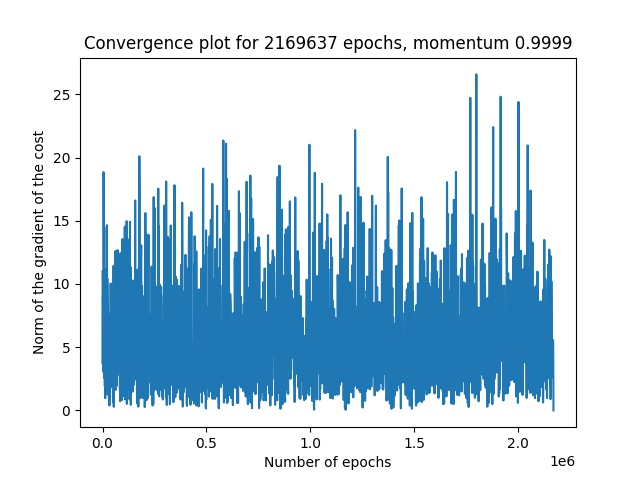 Convergence plot for 2169637 epochs, momentum 0.9999
Norm of the gradient of the cost
25
20
15
10
5
0
0.0 0.5 1.0 1.5 2.0
Number of epochs
1e6